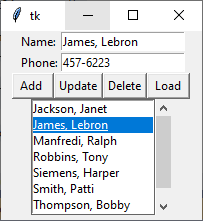 tk
Name: James, Lebron
Phone: 457-6223
Add Update Delete Load
Jackson, Janet
James, Lebron
Manfredi, Ralph
Robbins, Tony
Siemens, Harper
Smith, Patti
Thompson, Bobby